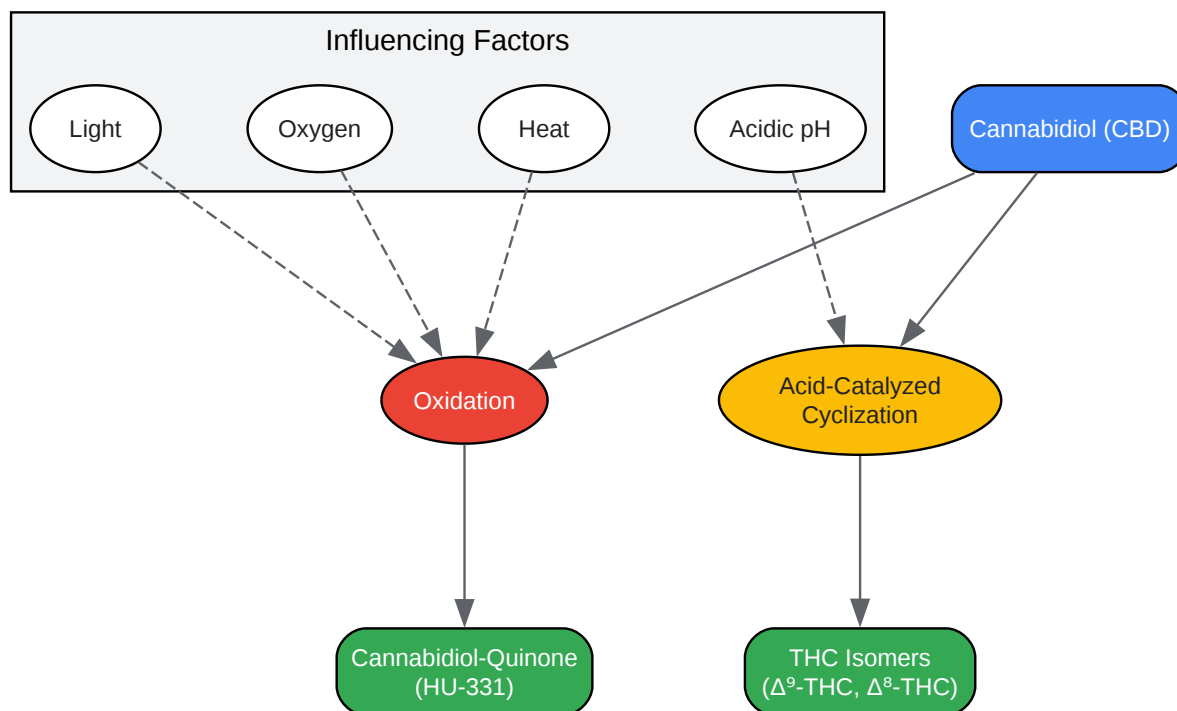 Influencing Factors
Light
Oxygen
Heat
Acidic pH
Cannabidiol (CBD)
Oxidation
Acid-Catalyzed
Cyclization
Cannabidiol-Quinone
(HU-331)
THC Isomers
(Δ⁹-THC, Δ⁸-THC)